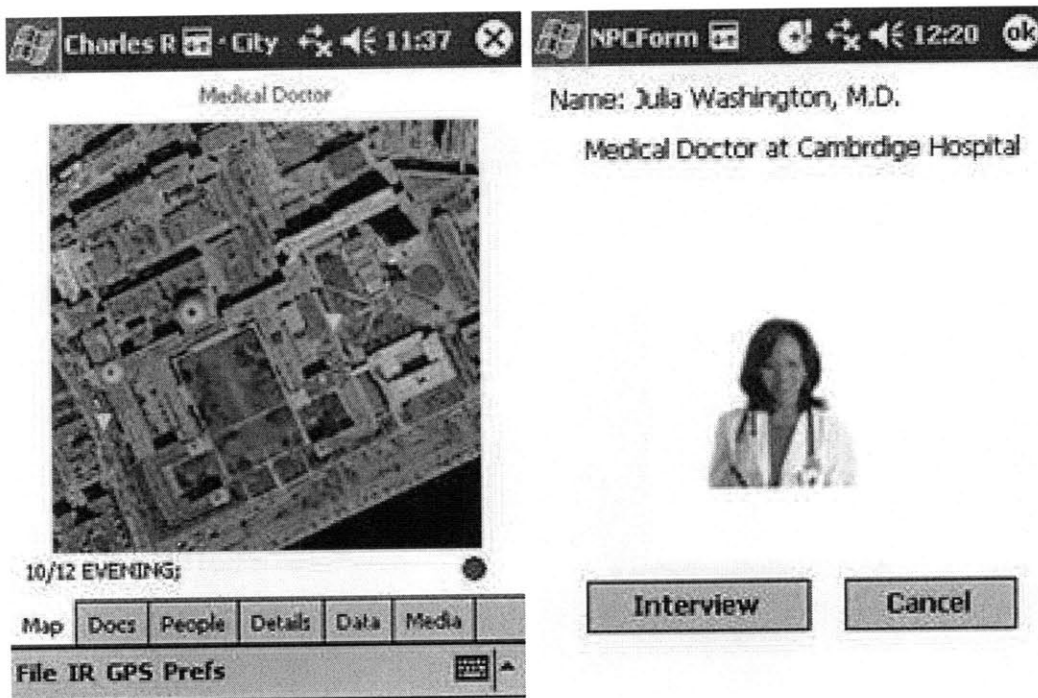 Charles R - City 11:37
Medical Doctor
10/12 EVENING;
Map Docs People Details Data Media
File IR GPS Prefs
NPCForm 12:20 ok
Name: Julia Washington, M.D.
Medical Doctor at Cambrdige Hospital
Interview Cancel